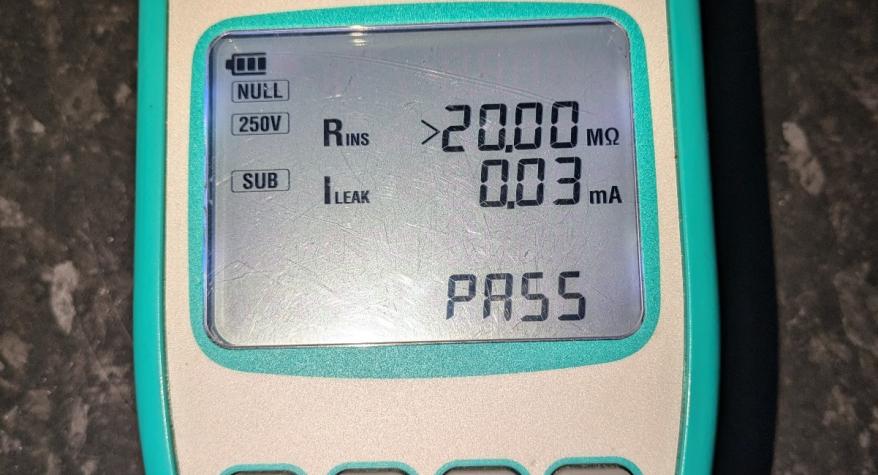 NULL
250V RINS >20.00 MΩ
SUB ILEAK 0.03 mA
PASS